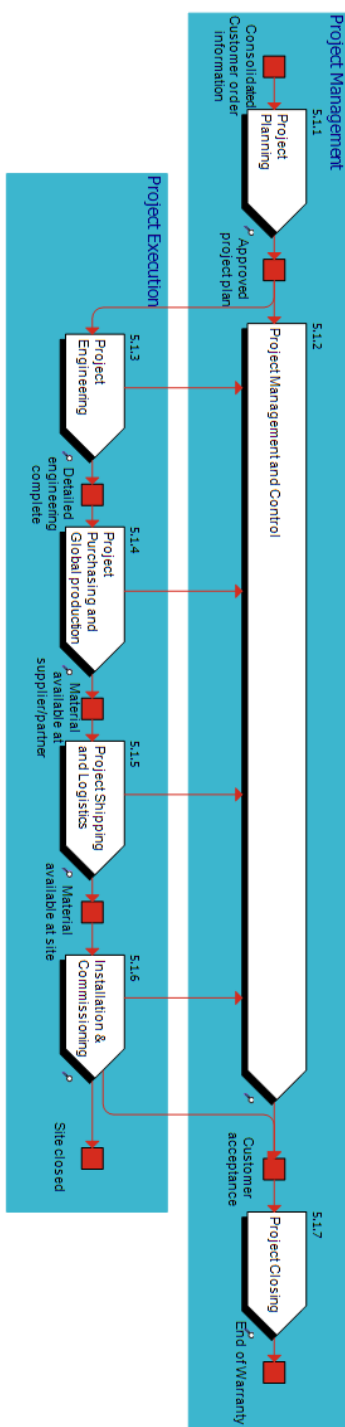 Project Management
Consolidated
Customer order
information
5.1.1
Project
Planning
Approved
project plan
5.1.2
Project Management and Control
Customer
acceptance
5.1.7
Project Closing
End of Warranty
Project Execution
5.1.3
Project
Engineering
Detailed
engineering
complete
5.1.4
Project
Purchasing and
Global production
Material
available at
supplier/partner
5.1.5
Project Shipping
and Logistics
Material
available at site
5.1.6
Installation &
Commissioning
Site closed